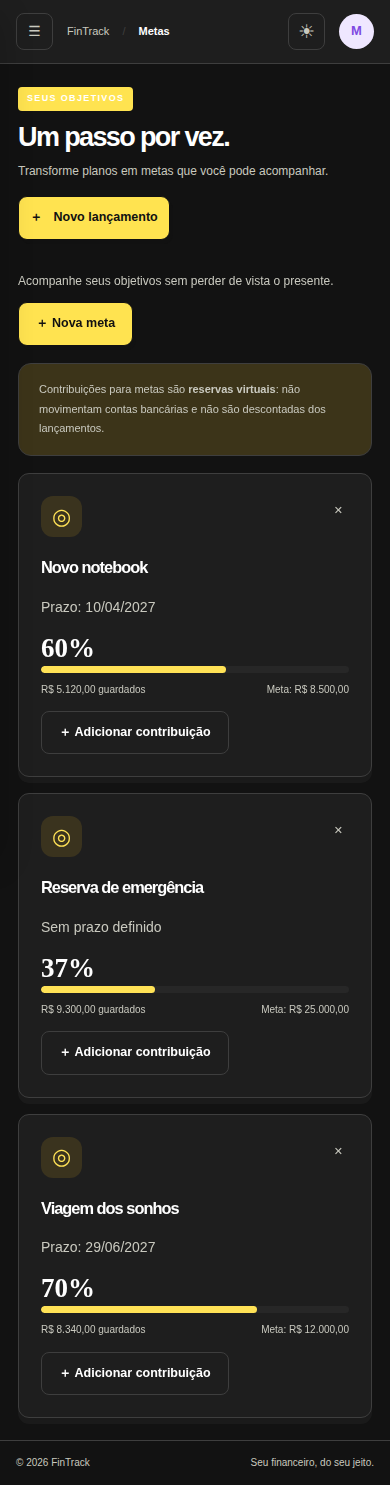 ☰ FinTrack / Metas ☀ M
SEUS OBJETIVOS
Um passo por vez.
Transforme planos em metas que você pode acompanhar.
+ Novo lançamento
Acompanhe seus objetivos sem perder de vista o presente.
+ Nova meta
Contribuições para metas são reservas virtuais: não
movimentam contas bancárias e não são descontadas dos
lançamentos.
◎ ×
Novo notebook
Prazo: 10/04/2027
60%
R$ 5.120,00 guardados Meta: R$ 8.500,00
+ Adicionar contribuição
◎ ×
Reserva de emergência
Sem prazo definido
37%
R$ 9.300,00 guardados Meta: R$ 25.000,00
+ Adicionar contribuição
◎ ×
Viagem dos sonhos
Prazo: 29/06/2027
70%
R$ 8.340,00 guardados Meta: R$ 12.000,00
+ Adicionar contribuição
© 2026 FinTrack Seu financeiro, do seu jeito.